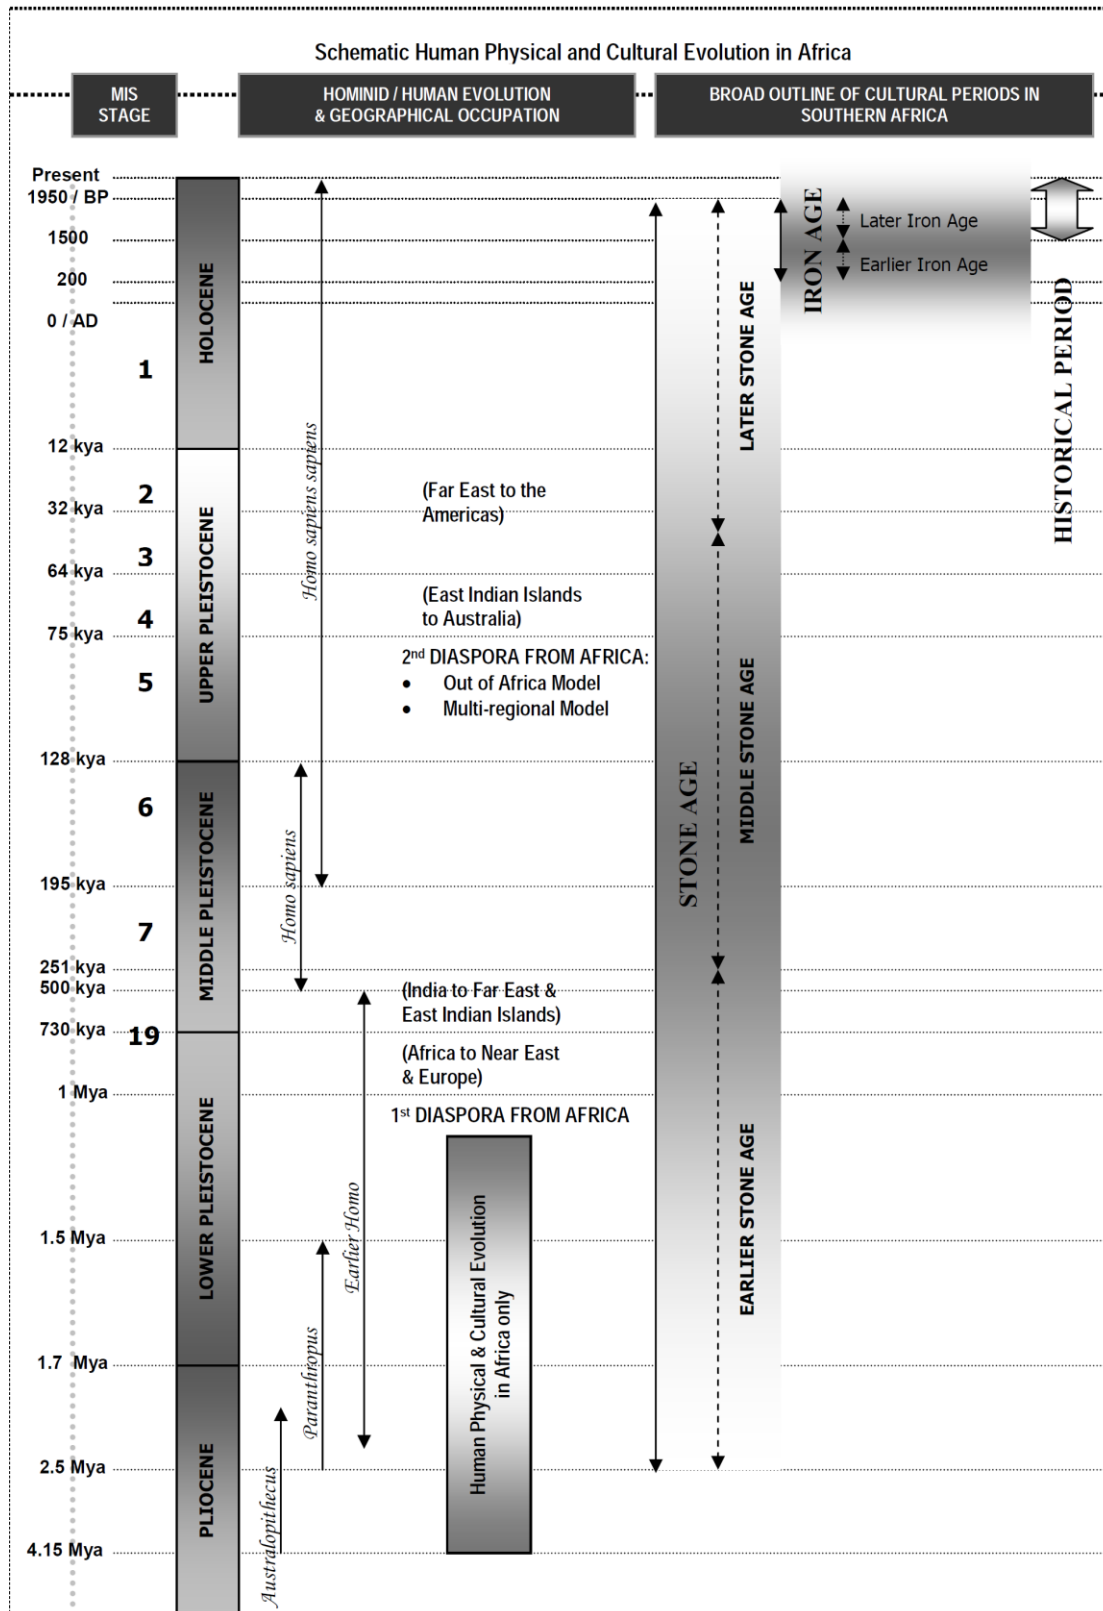 Schematic Human Physical and Cultural Evolution in Africa
MIS
STAGE
HOMINID / HUMAN EVOLUTION
& GEOGRAPHICAL OCCUPATION
BROAD OUTLINE OF CULTURAL PERIODS IN
SOUTHERN AFRICA
Present
1950 / BP
1500
200
0 / AD
12 kya
32 kya
64 kya
75 kya
128 kya
195 kya
251 kya
500 kya
730 kya
1 Mya
1.5 Mya
1.7 Mya
2.5 Mya
4.15 Mya
1
2
3
4
5
6
7
19
HOLOCENE
UPPER PLEISTOCENE
MIDDLE PLEISTOCENE
LOWER PLEISTOCENE
PLIOCENE
Homo sapiens sapiens
Homo sapiens
Earlier Homo
Paranthropus
Australopithecus
(Far East to the
Americas)
(East Indian Islands
to Australia)
2nd DIASPORA FROM AFRICA:
• Out of Africa Model
• Multi-regional Model
(India to Far East &
East Indian Islands)
(Africa to Near East
& Europe)
1st DIASPORA FROM AFRICA
Human Physical & Cultural Evolution
in Africa only
STONE AGE
LATER STONE AGE
MIDDLE STONE AGE
EARLIER STONE AGE
IRON AGE
Later Iron Age
Earlier Iron Age
HISTORICAL PERIOD